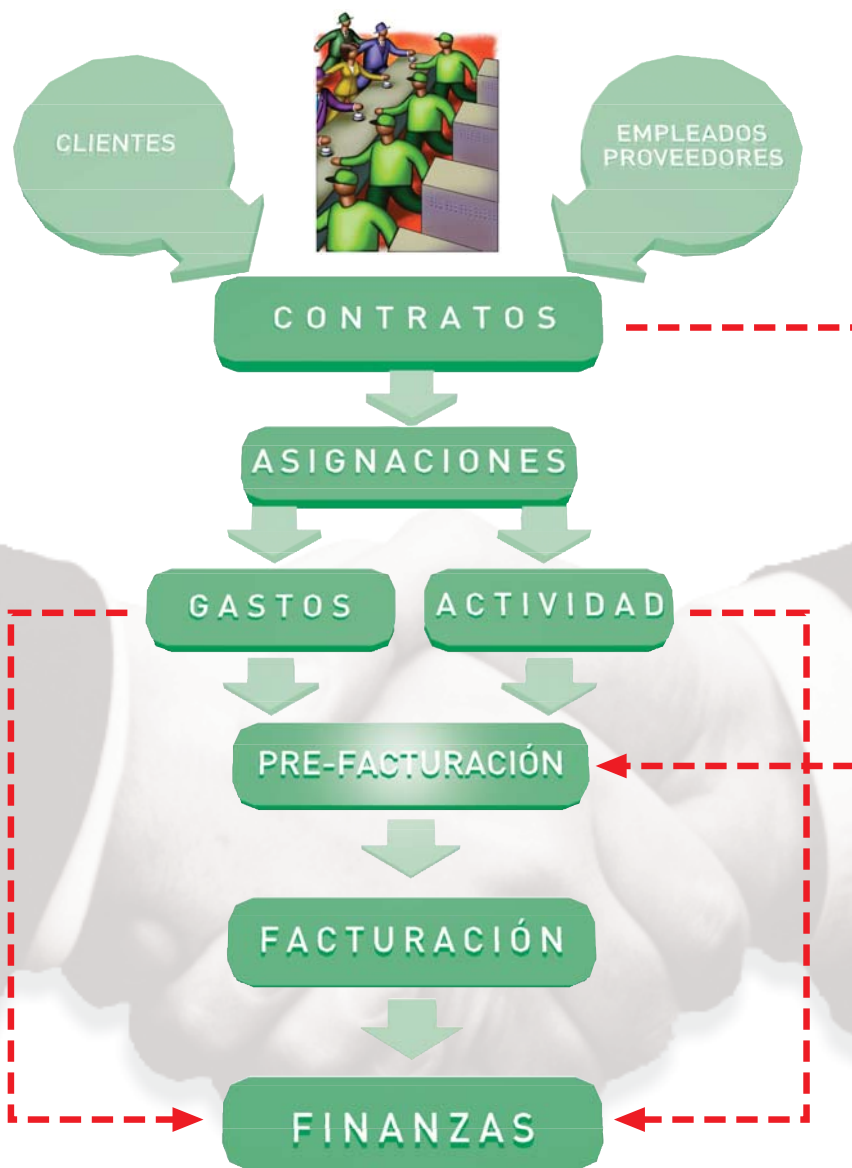 CLIENTES
EMPLEADOS
PROVEEDORES
CONTRATOS
ASIGNACIONES
GASTOS
ACTIVIDAD
PRE-FACTURACIÓN
FACTURACIÓN
FINANZAS